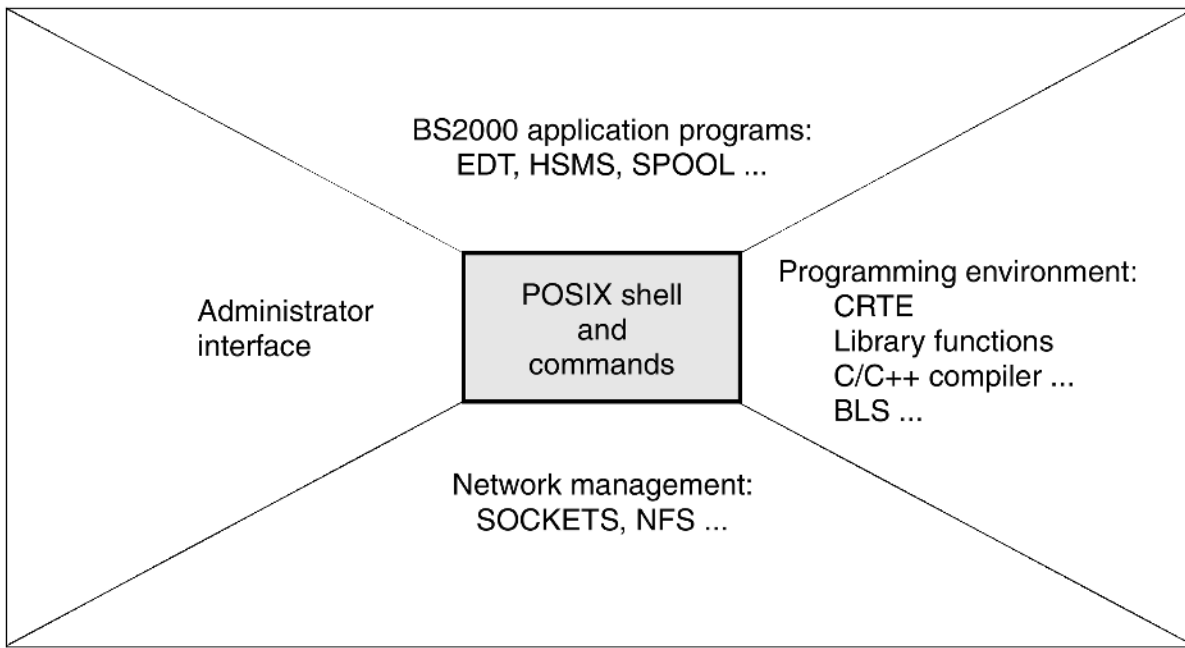 BS2000 application programs:
EDT, HSMS, SPOOL ...
Administrator
interface
POSIX shell
and
commands
Programming environment:
CRTE
Library functions
C/C++ compiler ...
BLS ...
Network management:
SOCKETS, NFS ...